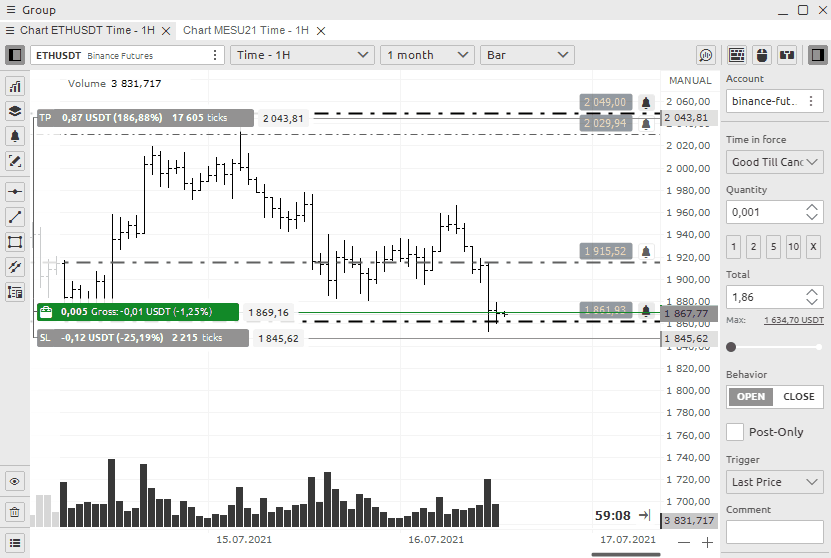 Group
Chart ETHUSDT Time - 1H
Chart MESU21 Time - 1H
ETHUSDT Binance Futures
Time - 1H
1 month
Bar
Volume 3 831,717
MANUAL
Account
binance-fut..
2 060,00
2 049,00
TP 0,87 USDT (186,88%) 17 605 ticks
2 043,81
2 043,81
2 029,94
2 020,00
2 000,00
1 980,00
1 960,00
1 940,00
1 920,00
1 915,52
1 900,00
1 880,00
0,005 Gross: -0,01 USDT (-1,25%)
1 869,16
1 861,93
1 867,77
1 860,00
SL -0,12 USDT (-25,19%) 2 215 ticks
1 845,62
1 845,62
1 840,00
1 820,00
1 800,00
1 780,00
1 760,00
1 740,00
1 720,00
1 700,00
59:08
3 831,717
15.07.2021
16.07.2021
17.07.2021
Time in force
Good Till Canc
Quantity
0,001
1 2 5 10 X
Total
1,86
Max: 1 634,70 USDT
Behavior
OPEN CLOSE
Post-Only
Trigger
Last Price
Comment